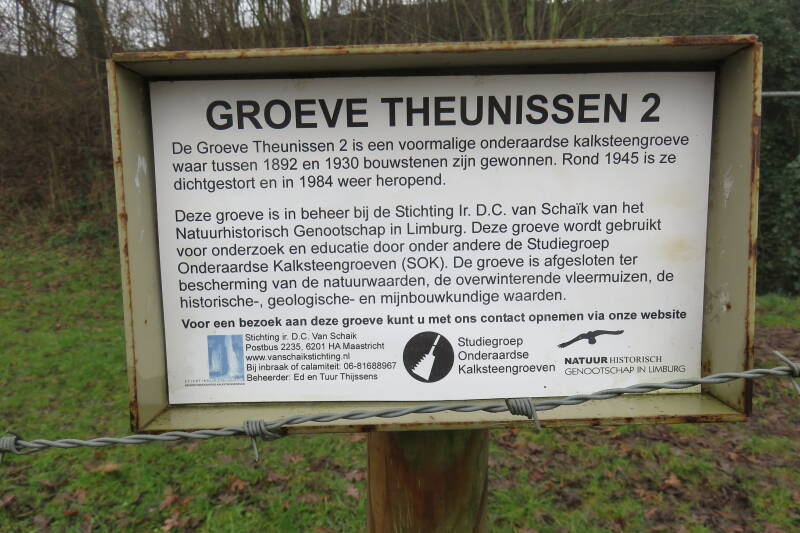 GROEVE THEUNISSEN 2
De Groeve Theunissen 2 is een voormalige onderaardse kalksteengroeve
waar tussen 1892 en 1930 bouwstenen zijn gewonnen. Rond 1945 is ze
dichtgestort en in 1984 weer heropend.
Deze groeve is in beheer bij de Stichting Ir. D.C. van Schaïk van het
Natuurhistorisch Genootschap in Limburg. Deze groeve wordt gebruikt
voor onderzoek en educatie door onder andere de Studiegroep
Onderaardse Kalksteengroeven (SOK). De groeve is afgesloten ter
bescherming van de natuurwaarden, de overwinterende vleermuizen, de
historische-, geologische- en mijnbouwkundige waarden.
Voor een bezoek aan deze groeve kunt u met ons contact opnemen via onze website
Stichting ir. D.C. Van Schaik
Postbus 2235, 6201 HA Maastricht
www.vanschaikstichting.nl
Bij inbraak of calamiteit: 06-81688967
Beheerder: Ed en Tuur Thijssens
Studiegroep
Onderaardse
Kalksteengroeven
NATUURHISTORISCH
GENOOTSCHAP IN LIMBURG